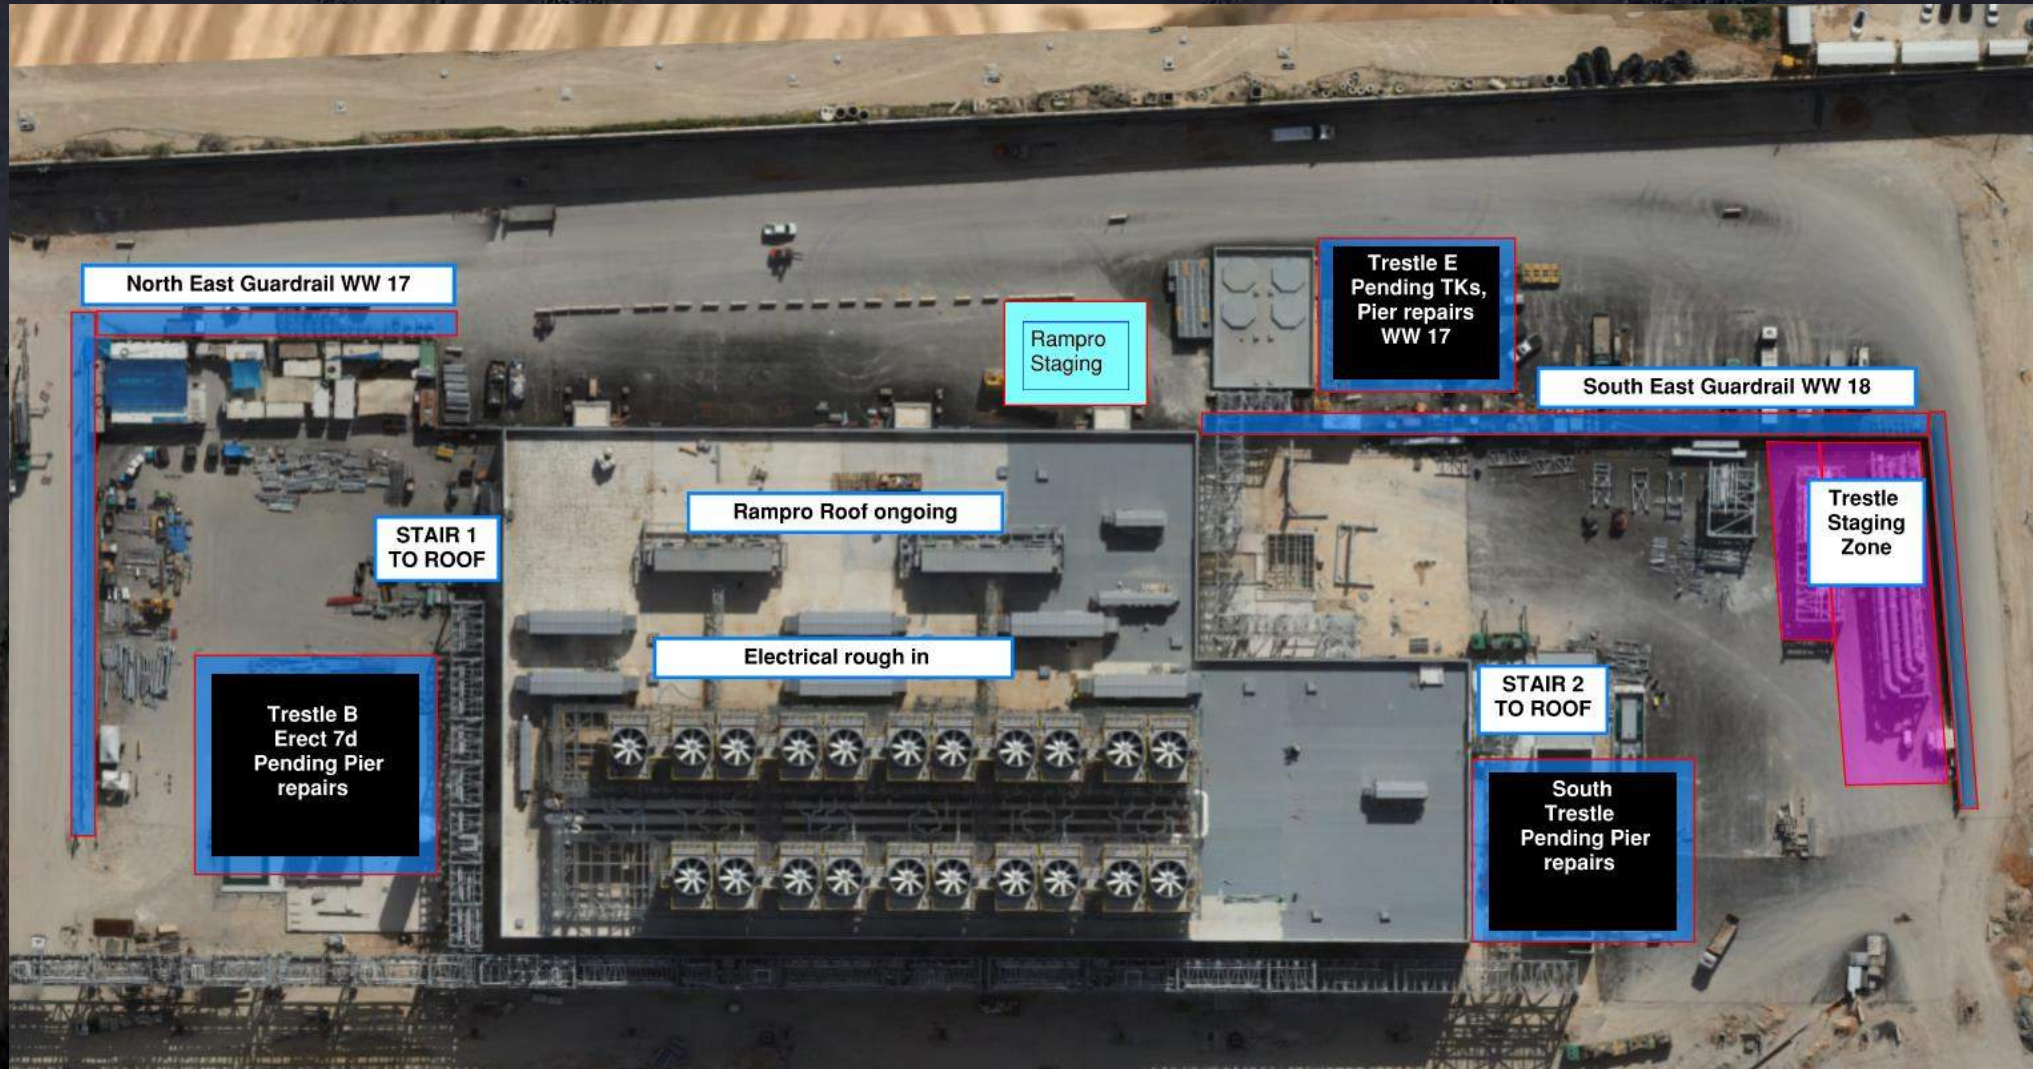 North East Guardrail WW 17
Trestle E
Pending TKs,
Pier repairs
WW 17
Rampro
Staging
South East Guardrail WW 18
Rampro Roof ongoing
Trestle
Staging
Zone
STAIR 1
TO ROOF
Electrical rough in
STAIR 2
TO ROOF
Trestle B
Erect 7d
Pending Pier
repairs
South
Trestle
Pending Pier
repairs